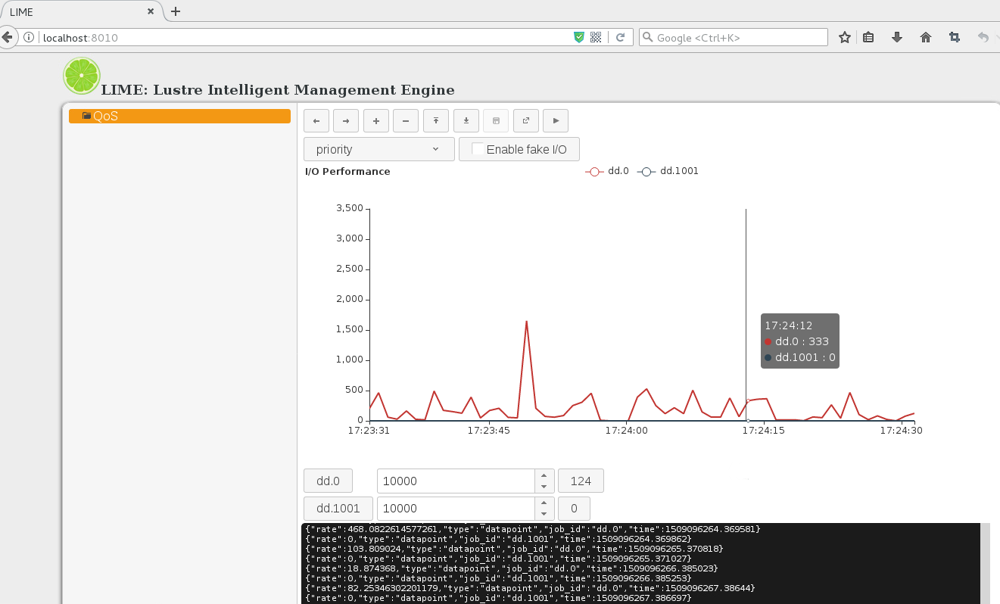 LIME
localhost:8010
Google <Ctrl+K>
LIME: Lustre Intelligent Management Engine
QoS
priority
Enable fake I/O
I/O Performance
dd.0
dd.1001
3,500
3,000
2,500
2,000
1,500
1,000
500
0
17:24:12
dd.0 : 333
dd.1001 : 0
17:23:31
17:23:45
17:24:00
17:24:15
17:24:30
dd.0 10000 124
dd.1001 10000 0
{"rate":468.0822614577261,"type":"datapoint","job_id":"dd.0","time":1509096264.369581}
{"rate":0,"type":"datapoint","job_id":"dd.1001","time":1509096264.369862}
{"rate":103.809024,"type":"datapoint","job_id":"dd.0","time":1509096265.370818}
{"rate":0,"type":"datapoint","job_id":"dd.1001","time":1509096265.371027}
{"rate":18.874368,"type":"datapoint","job_id":"dd.0","time":1509096266.385023}
{"rate":0,"type":"datapoint","job_id":"dd.1001","time":1509096266.385253}
{"rate":82.25346302201179,"type":"datapoint","job_id":"dd.0","time":1509096267.38644}
{"rate":0,"type":"datapoint","job_id":"dd.1001","time":1509096267.386697}